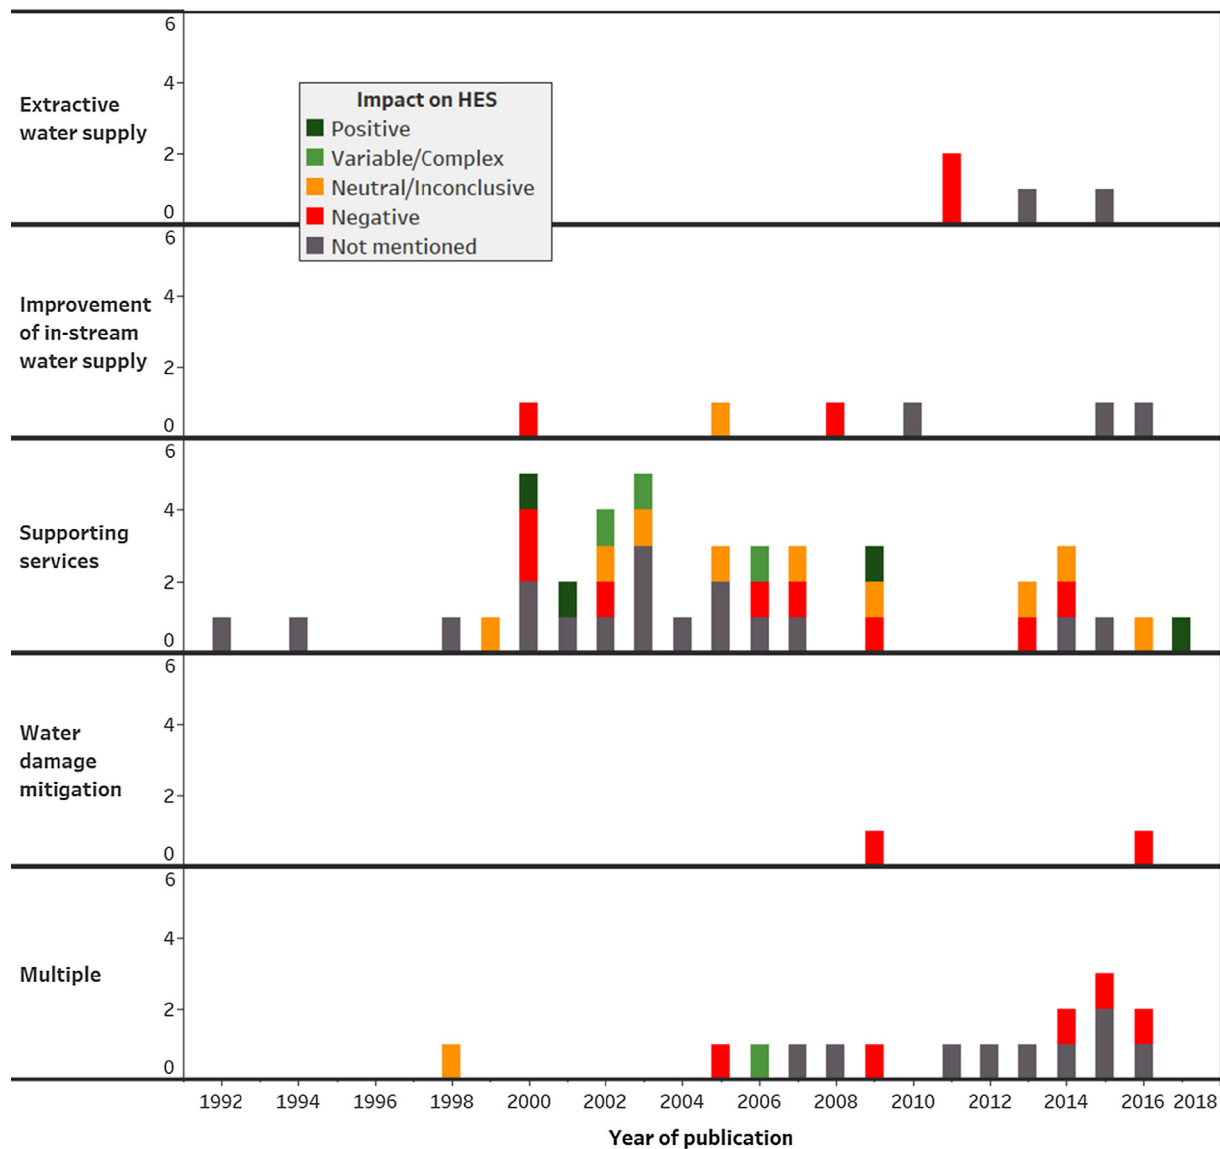 6
4
2
0
Extractive
water supply
Impact on HES
Positive
Variable/Complex
Neutral/Inconclusive
Negative
Not mentioned
6
4
2
0
Improvement
of in-stream
water supply
6
4
2
0
Supporting
services
6
4
2
0
Water
damage
mitigation
6
4
2
0
Multiple
1992 1994 1996 1998 2000 2002 2004 2006 2008 2010 2012 2014 2016 2018
Year of publication